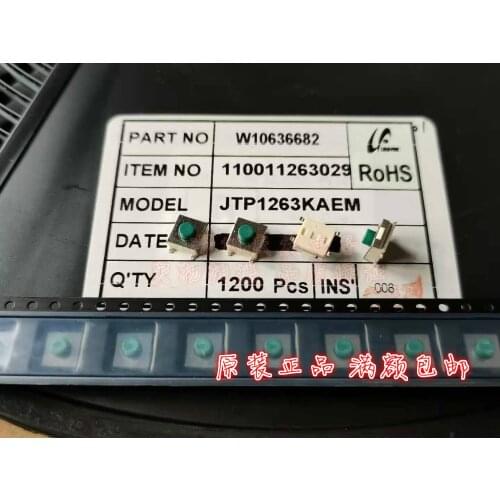 PART NO W10636682
ITEM NO 110011263029
RoHS
MODEL JTP1263KAEM
DATE
Q'TY 1200 Pcs INS' 008
原装正品 满额包邮